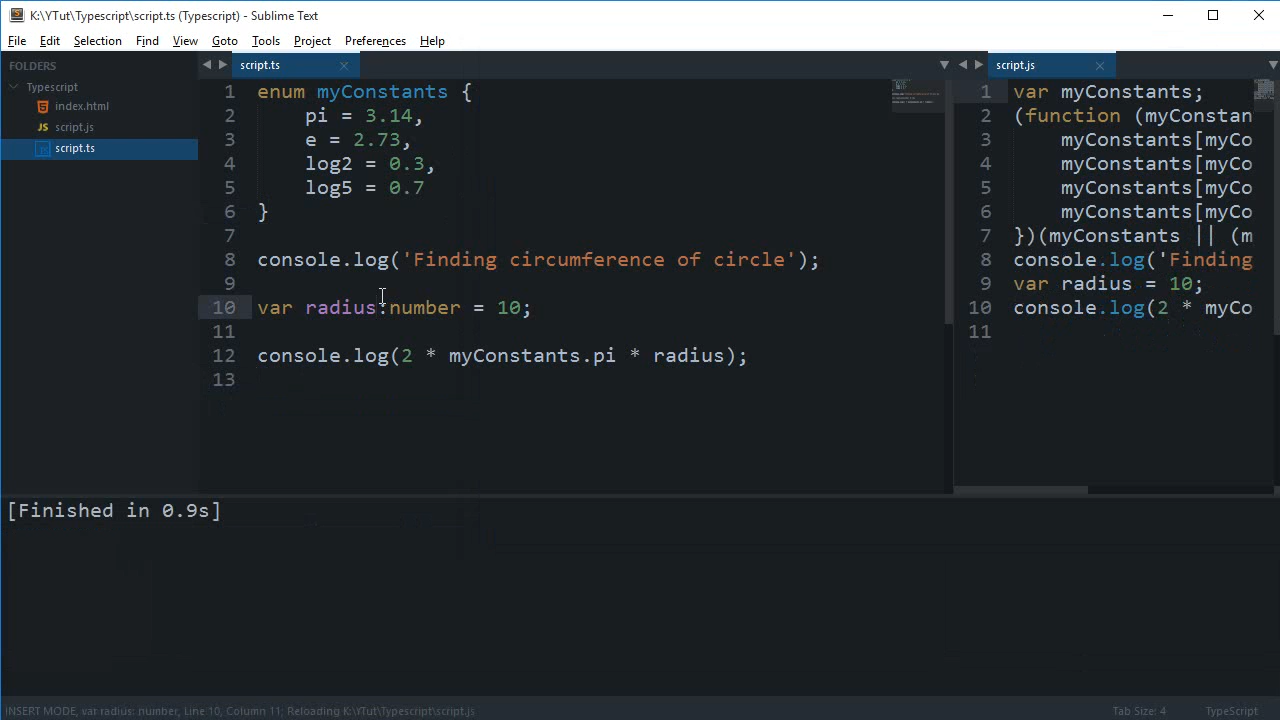 K:\YTut\Typescript\script.ts (Typescript) - Sublime Text
File Edit Selection Find View Goto Tools Project Preferences Help
FOLDERS
Typescript
index.html
script.js
script.ts
script.ts
1 enum myConstants {
2 pi = 3.14,
3 e = 2.73,
4 log2 = 0.3,
5 log5 = 0.7
6 }
7
8 console.log('Finding circumference of circle');
9
10 var radius:number = 10;
11
12 console.log(2 * myConstants.pi * radius);
13
script.js
1 var myConstants;
2 (function (myConstan
3 myConstants[myCo
4 myConstants[myCo
5 myConstants[myCo
6 myConstants[myCo
7 })(myConstants || (m
8 console.log('Finding
9 var radius = 10;
10 console.log(2 * myCo
11
[Finished in 0.9s]
INSERT MODE, var radius: number, Line 10, Column 11; Reloading K:\YTut\Typescript\script.js
Tab Size: 4
TypeScript